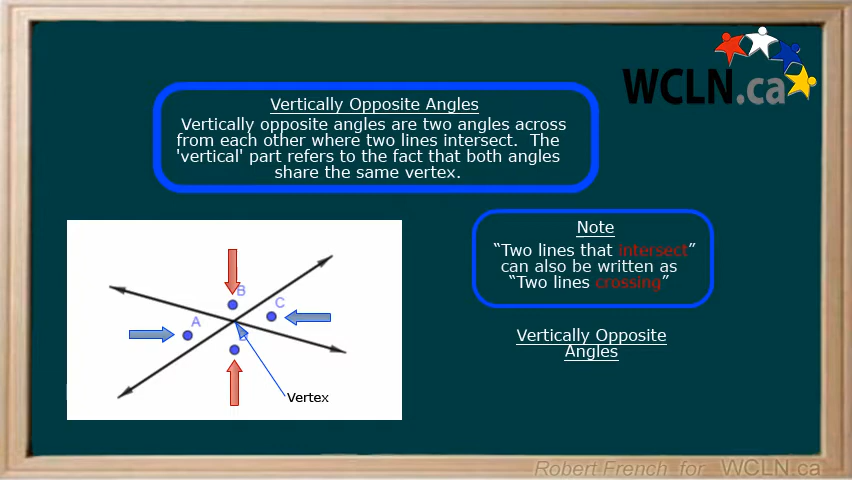 WCLN.ca
Vertically Opposite Angles
Vertically opposite angles are two angles across
from each other where two lines intersect. The
'vertical' part refers to the fact that both angles
share the same vertex.
Note
“Two lines that intersect”
can also be written as
“Two lines crossing”
B
C
A
Vertex
Vertically Opposite
Angles
Robert French for WCLN.ca